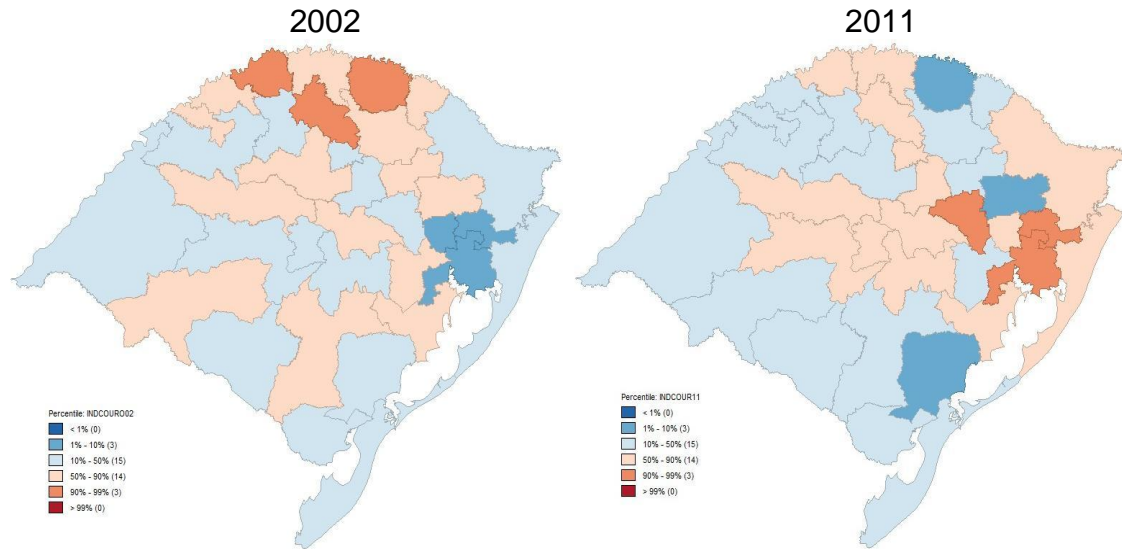 2002
2011
Percentile: INDCOURO02
< 1% (0)
1% - 10% (3)
10% - 50% (15)
50% - 90% (14)
90% - 99% (3)
> 99% (0)
Percentile: INDCOUR11
< 1% (0)
1% - 10% (3)
10% - 50% (15)
50% - 90% (14)
90% - 99% (3)
> 99% (0)